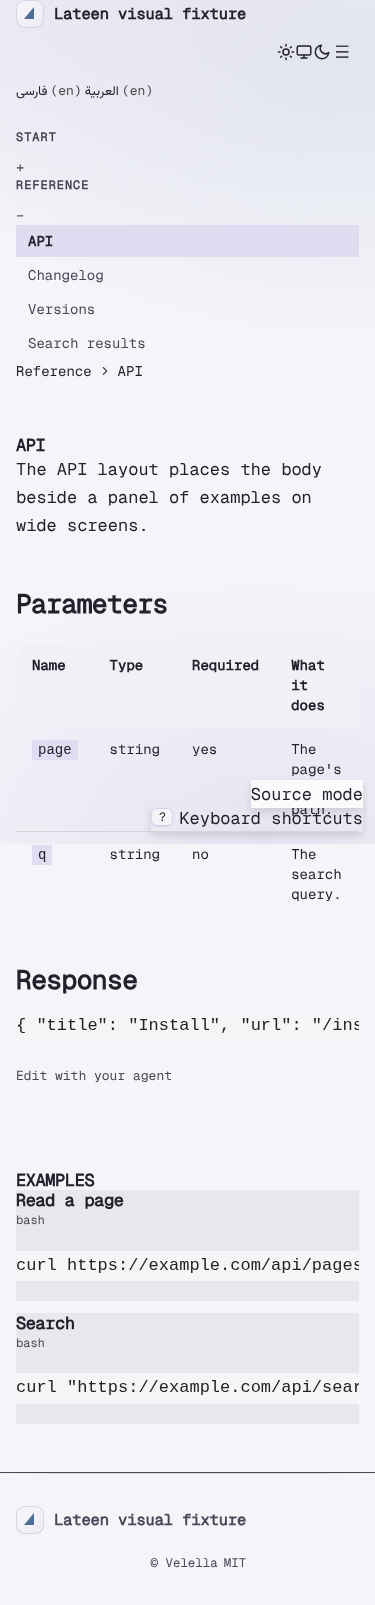 Lateen visual fixture
فارسی (en) العربية (en)
START
+
REFERENCE
−
API
Changelog
Versions
Search results
Reference > API
API
The API layout places the body
beside a panel of examples on
wide screens.
Parameters
Name Type Required What it does
page string yes The page's path.
Source mode
? Keyboard shortcuts
q string no The search query.
Response
{ "title": "Install", "url": "/ins
Edit with your agent
EXAMPLES
Read a page
bash
curl https://example.com/api/pages
Search
bash
curl "https://example.com/api/sear
Lateen visual fixture
© Velella MIT